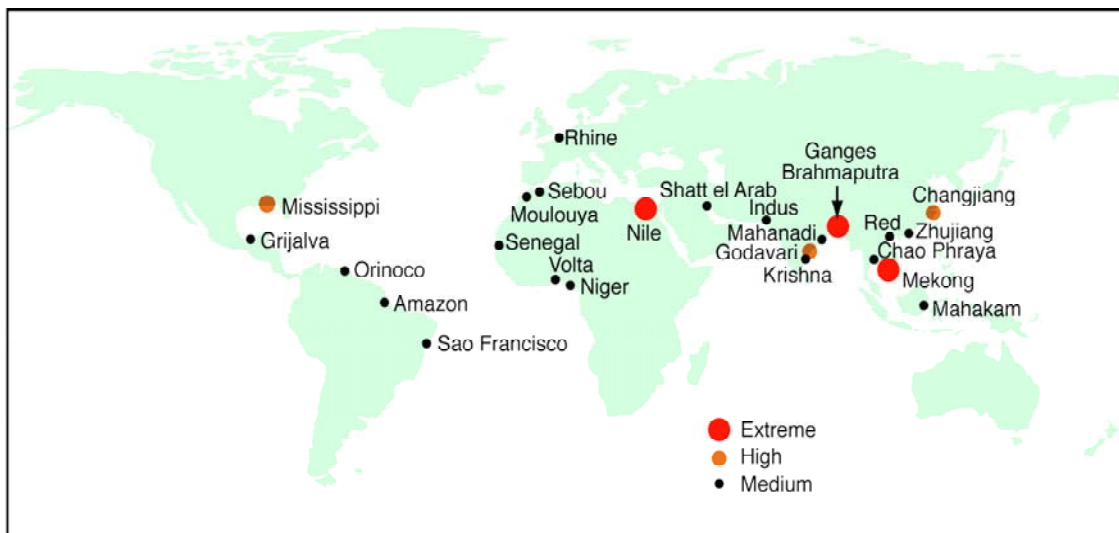 Rhine
Ganges
Brahmaputra
Sebou
Shatt el Arab
Changjiang
Mississippi
Moulouya
Indus
Nile
Mahanadi
Red
Zhujiang
Grijalva
Senegal
Godavari
Chao Phraya
Volta
Krishna
Orinoco
Niger
Mekong
Amazon
Mahakam
Sao Francisco
Extreme
High
Medium